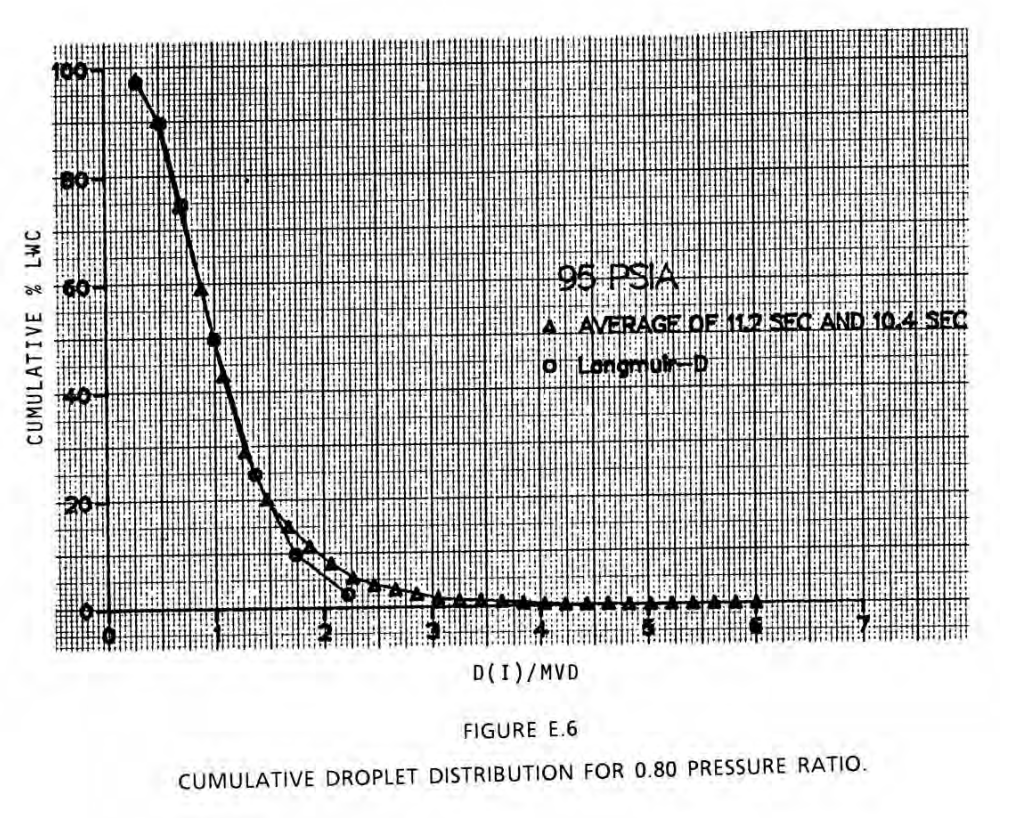 100
80
60
40
20
0
CUMULATIVE % LWC
95 PSIA
AVERAGE OF 11.2 SEC AND 10.4 SEC
Langmuir-D
0 1 2 3 4 5 6 7
D(I)/MVD
FIGURE E.6
CUMULATIVE DROPLET DISTRIBUTION FOR 0.80 PRESSURE RATIO.